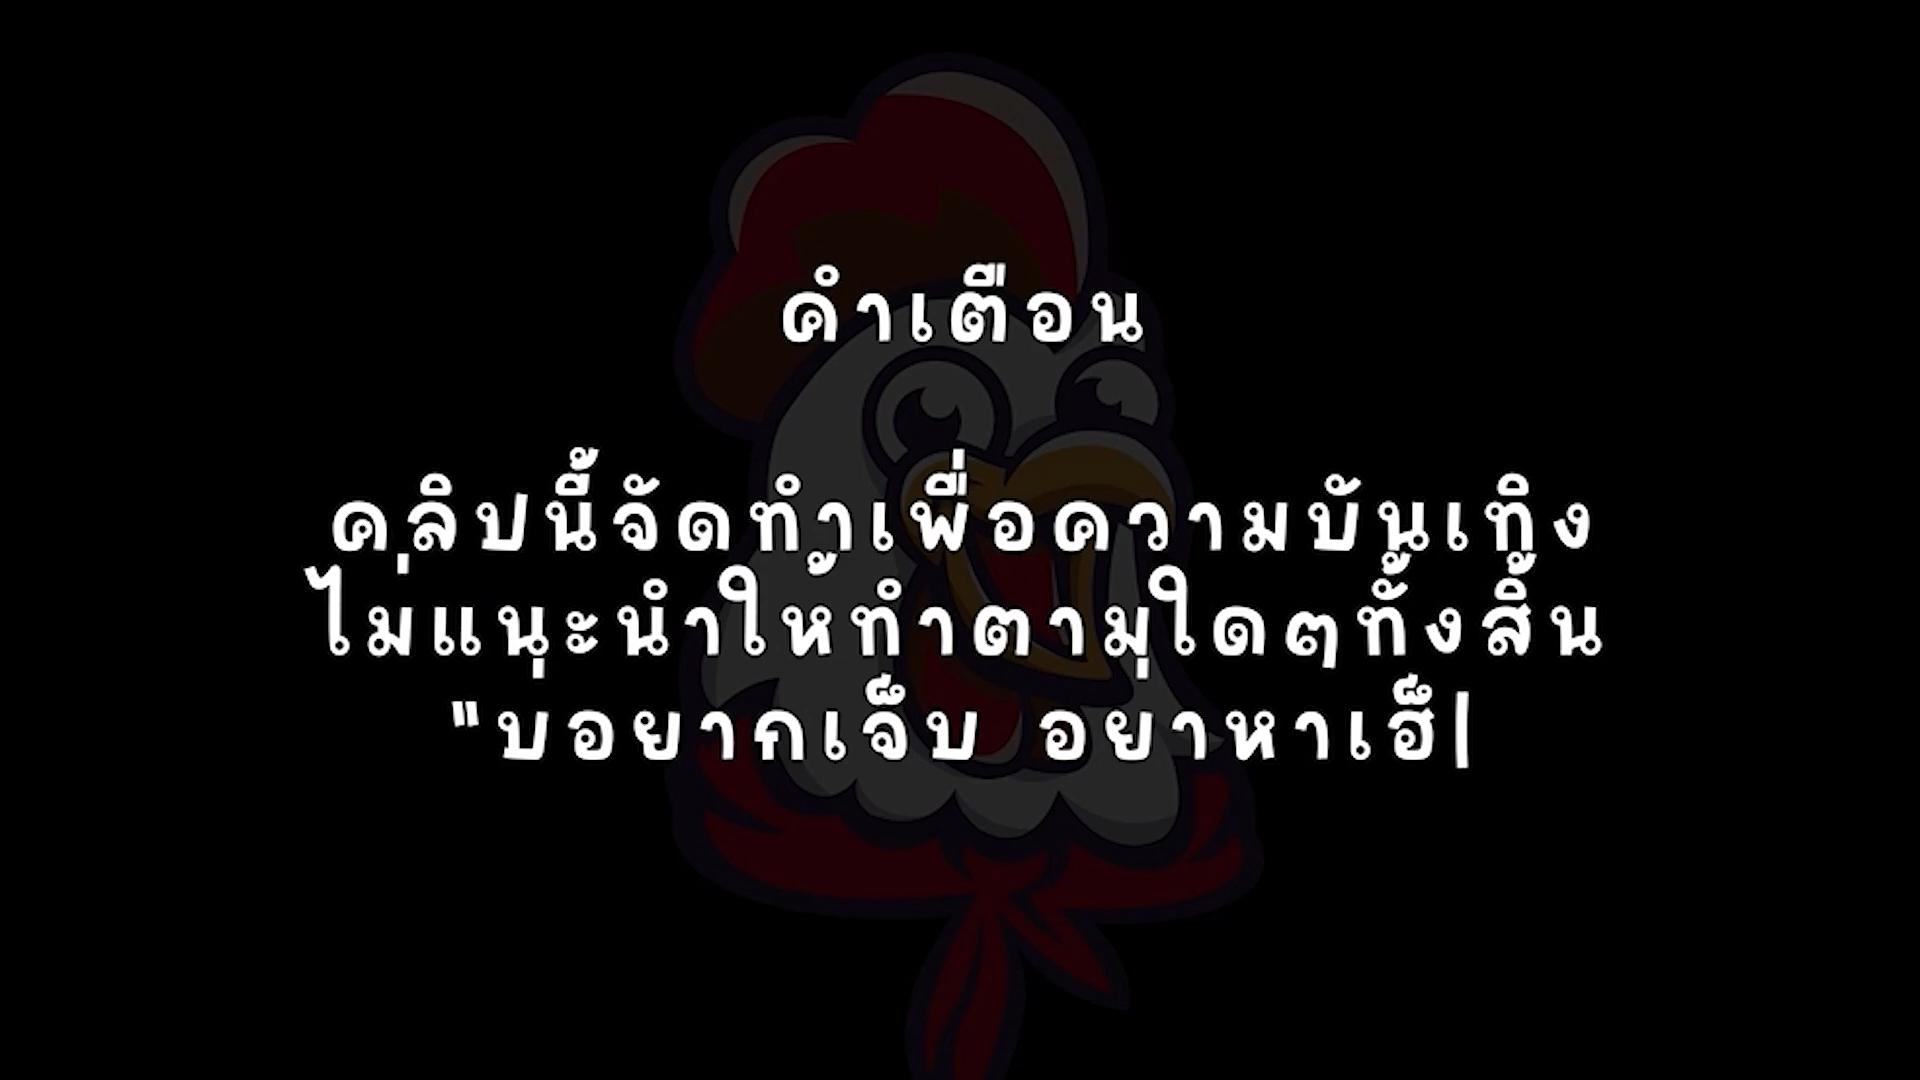 คำเตือน
คลิปนี้จัดทำเพื่อความบันเทิง
ไม่แนะนำให้ทำตามใดๆทั้งสิ้น
"บ่อยากเจ็บ อย่าหาเฮ็|